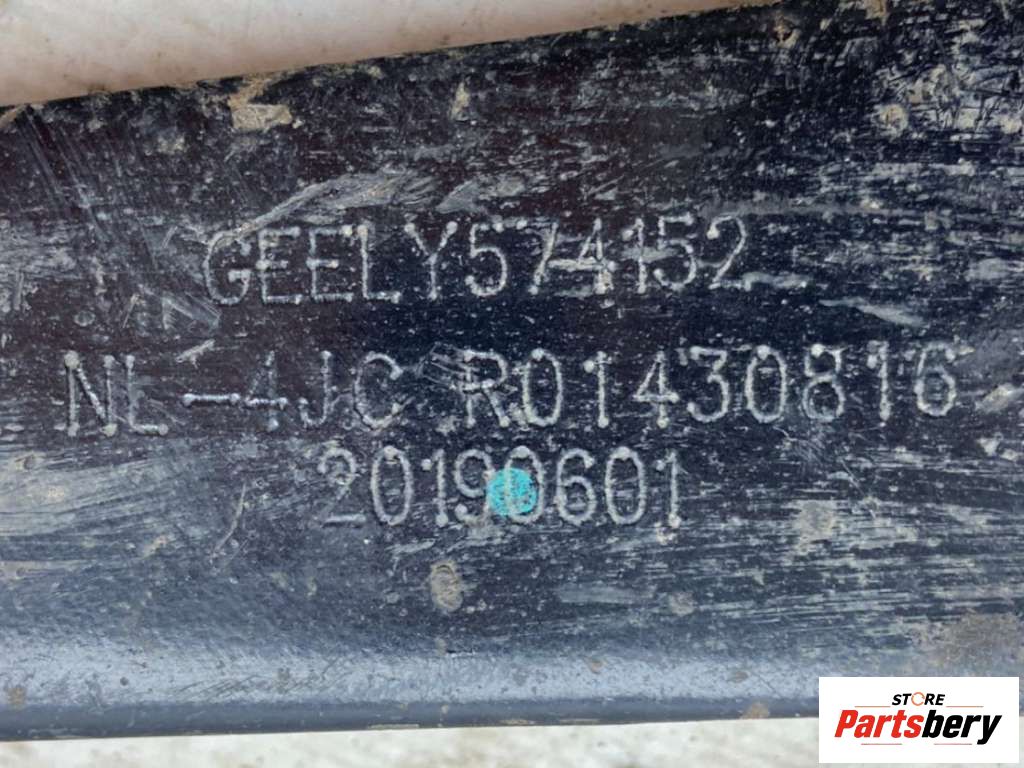 GEELY574152
NL-4JC R01430816
20190601
STORE
Partsbery